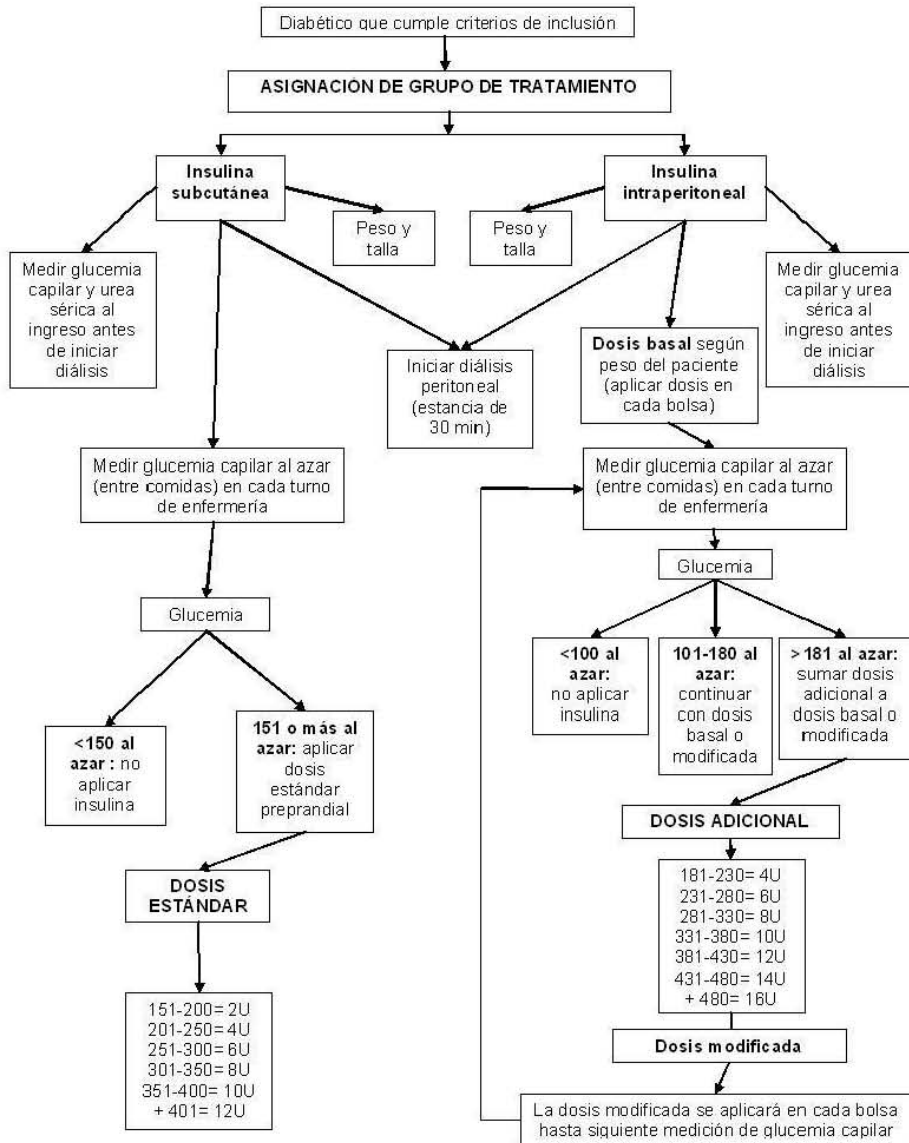 Diabético que cumple criterios de inclusión
ASIGNACIÓN DE GRUPO DE TRATAMIENTO
Insulina
subcutánea
Insulina
intraperitoneal
Peso y
talla
Peso y
talla
Medir glucemia
capilar y urea
sérica al
ingreso antes
de iniciar
diálisis
Iniciar diálisis
peritoneal
(estancia de
30 min)
Dosis basal según
peso del paciente
(aplicar dosis en
cada bolsa)
Medir glucemia
capilar y urea
sérica al
ingreso antes
de iniciar
diálisis
Medir glucemia capilar al azar
(entre comidas) en cada turno
de enfermería
Medir glucemia capilar al azar
(entre comidas) en cada turno
de enfermería
Glucemia
Glucemia
<150 al
azar : no
aplicar
insulina
151 o más al
azar: aplicar
dosis
estándar
preprandial
<100 al azar:
no aplicar
insulina
101-180 al
azar:
continuar
con dosis
basal o
modificada
> 181 al azar:
sumar dosis
adicional a
dosis basal o
modificada
DOSIS
ESTÁNDAR
151-200= 2U
201-250= 4U
251-300= 6U
301-350= 8U
351-400= 10U
+ 401= 12U
DOSIS ADICIONAL
181-230= 4U
231-280= 6U
281-330= 8U
331-380= 10U
381-430= 12U
431-480= 14U
+ 480= 16U
Dosis modificada
La dosis modificada se aplicará en cada bolsa
hasta siguiente medición de glucemia capilar